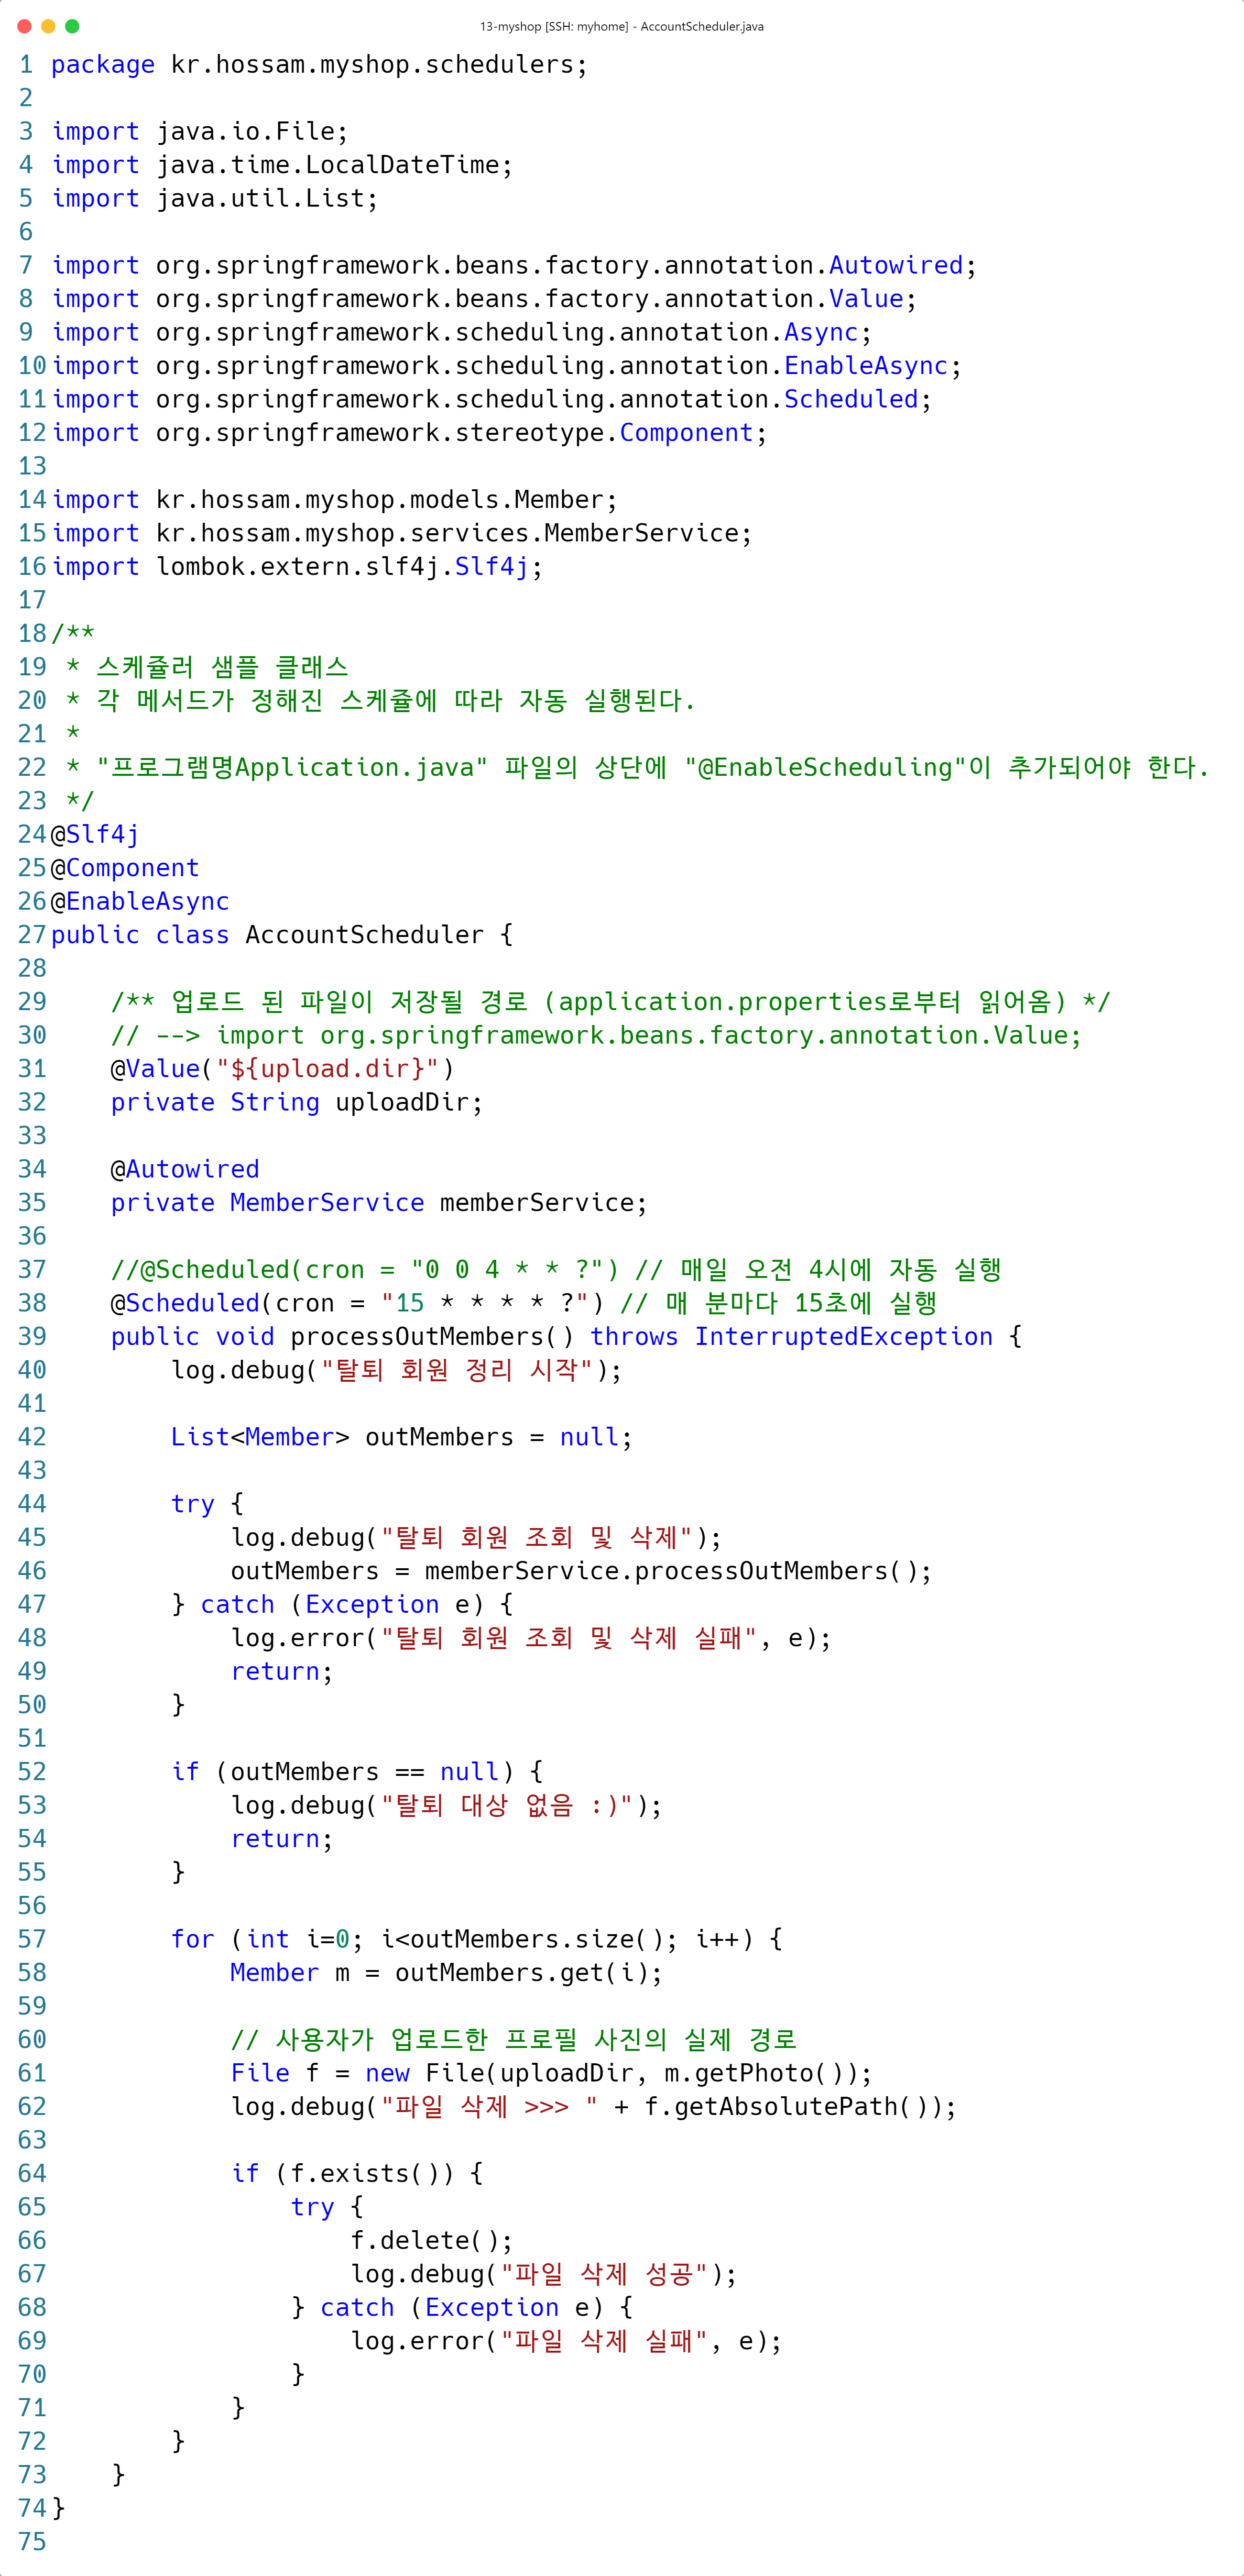 13-myshop [SSH: myhome] - AccountScheduler.java
1 package kr.hossam.myshop.schedulers;
2
3 import java.io.File;
4 import java.time.LocalDateTime;
5 import java.util.List;
6
7 import org.springframework.beans.factory.annotation.Autowired;
8 import org.springframework.beans.factory.annotation.Value;
9 import org.springframework.scheduling.annotation.Async;
10 import org.springframework.scheduling.annotation.EnableAsync;
11 import org.springframework.scheduling.annotation.Scheduled;
12 import org.springframework.stereotype.Component;
13
14 import kr.hossam.myshop.models.Member;
15 import kr.hossam.myshop.services.MemberService;
16 import lombok.extern.slf4j.Slf4j;
17
18 /**
19  * 스케쥴러 샘플 클래스
20  * 각 메서드가 정해진 스케쥴에 따라 자동 실행된다.
21  *
22  * "프로그램명Application.java" 파일의 상단에 "@EnableScheduling"이 추가되어야 한다.
23  */
24 @Slf4j
25 @Component
26 @EnableAsync
27 public class AccountScheduler {
28
29     /** 업로드 된 파일이 저장될 경로 (application.properties로부터 읽어옴) */
30     // --> import org.springframework.beans.factory.annotation.Value;
31     @Value("${upload.dir}")
32     private String uploadDir;
33
34     @Autowired
35     private MemberService memberService;
36
37     //@Scheduled(cron = "0 0 4 * * ?") // 매일 오전 4시에 자동 실행
38     @Scheduled(cron = "15 * * * * ?") // 매 분마다 15초에 실행
39     public void processOutMembers() throws InterruptedException {
40         log.debug("탈퇴 회원 정리 시작");
41
42         List<Member> outMembers = null;
43
44         try {
45             log.debug("탈퇴 회원 조회 및 삭제");
46             outMembers = memberService.processOutMembers();
47         } catch (Exception e) {
48             log.error("탈퇴 회원 조회 및 삭제 실패", e);
49             return;
50         }
51
52         if (outMembers == null) {
53             log.debug("탈퇴 대상 없음 :)");
54             return;
55         }
56
57         for (int i=0; i<outMembers.size(); i++) {
58             Member m = outMembers.get(i);
59
60             // 사용자가 업로드한 프로필 사진의 실제 경로
61             File f = new File(uploadDir, m.getPhoto());
62             log.debug("파일 삭제 >>> " + f.getAbsolutePath());
63
64             if (f.exists()) {
65                 try {
66                     f.delete();
67                     log.debug("파일 삭제 성공");
68                 } catch (Exception e) {
69                     log.error("파일 삭제 실패", e);
70                 }
71             }
72         }
73     }
74 }
75